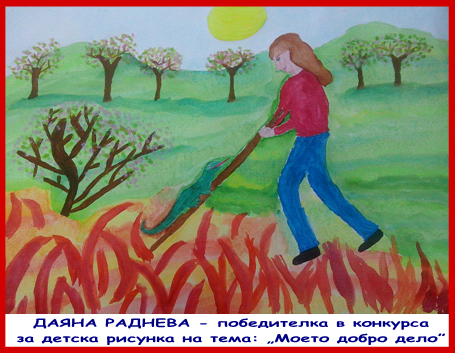 ДАЯНА РАДНЕВА - победителка в конкурса
за детска рисунка на тема: „Моето добро дело“